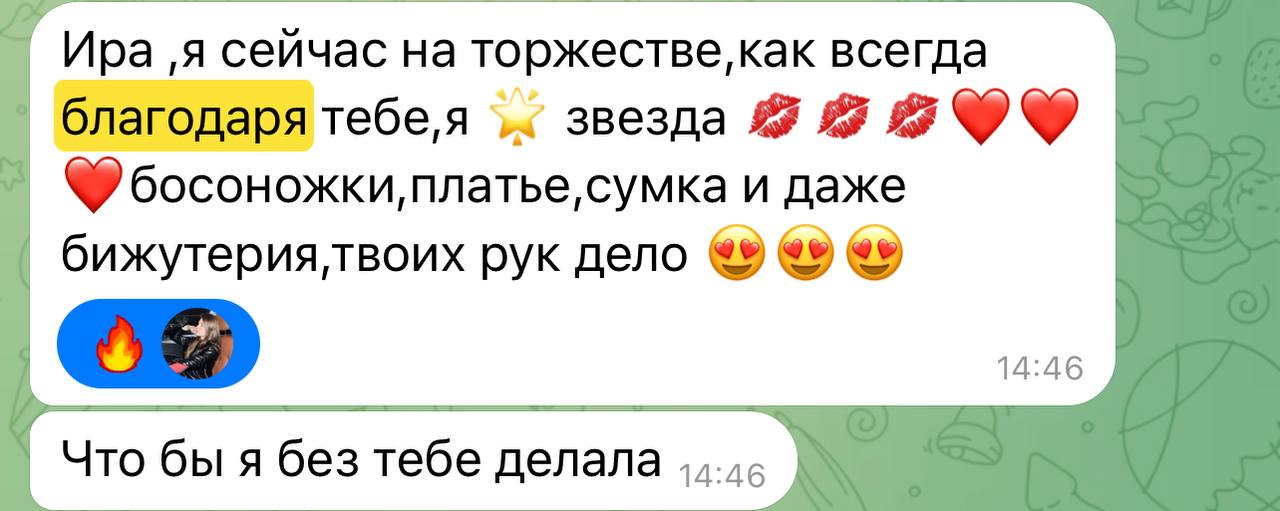 Ира ,я сейчас на торжестве,как всегда
благодаря тебе,я 🌟 звезда 💋💋💋❤️❤️
❤️босоножки,платье,сумка и даже
бижутерия,твоих рук дело 😍😍😍
🔥
14:46
Что бы я без тебе делала 14:46